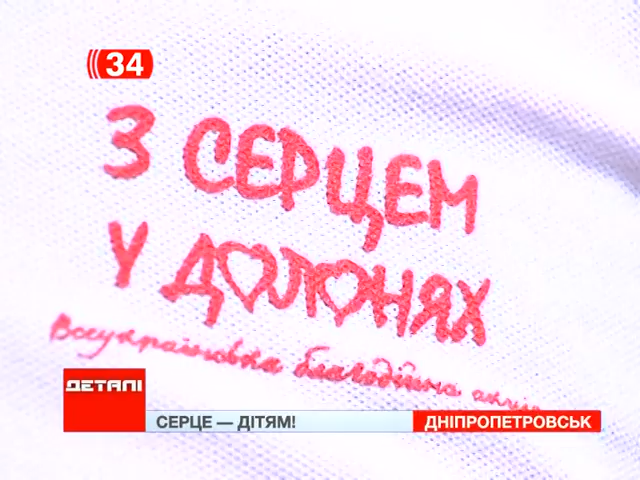 34
З СЕРЦЕМ
У ДОЛОНЯХ
Всеукраїнська благодійна акція
ДЕТАЛІ
СЕРЦЕ — ДІТЯМ!
ДНІПРОПЕТРОВСЬК